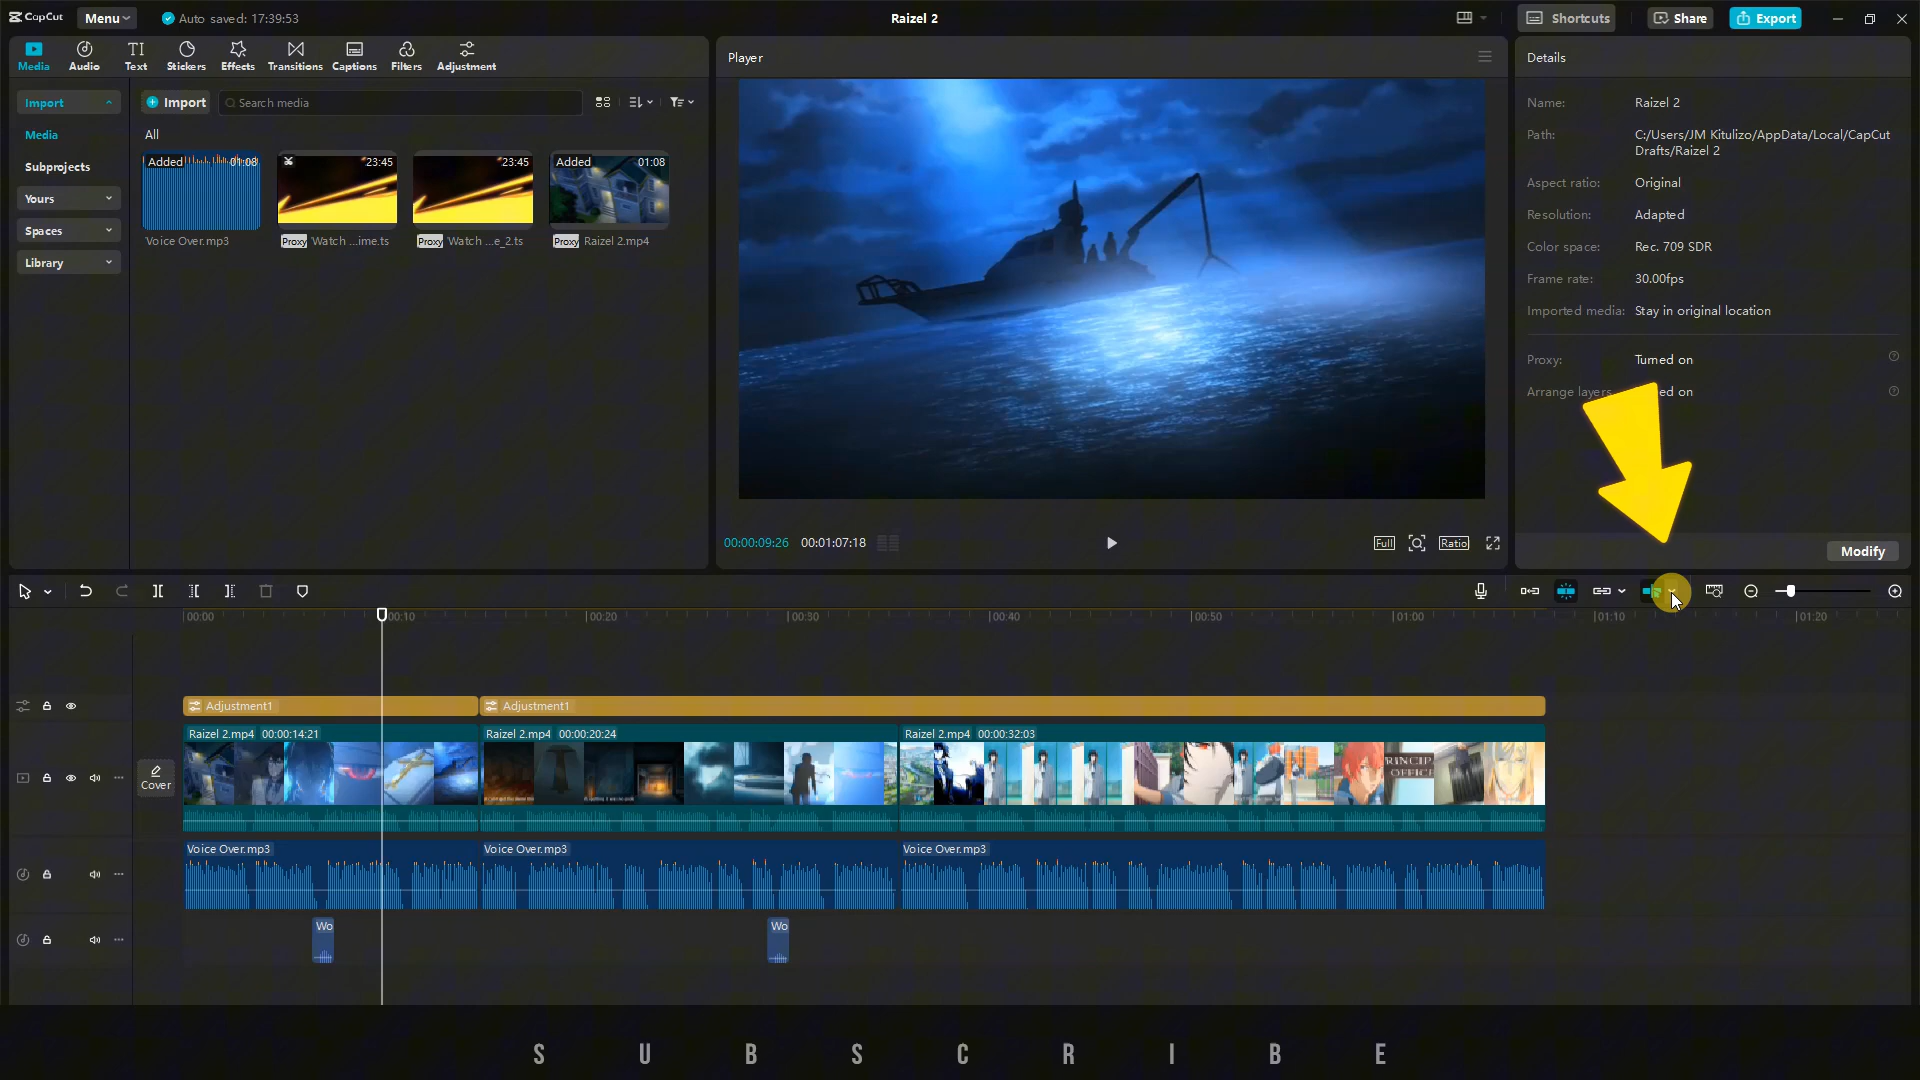 CapCut
Menu
Auto saved: 17:39:53
Raizel 2
Shortcuts
Share
Export
Media
Audio
Text
Stickers
Effects
Transitions
Captions
Filters
Adjustment
Player
Details
Import
Import
Search media
Media
All
Subprojects
Yours
Spaces
Library
Added
01:08
23:45
23:45
Added
01:08
Voice Over.mp3
Proxy
Watch ...ime.ts
Proxy
Watch ...e_2.ts
Proxy
Raizel 2.mp4
Name:
Raizel 2
Path:
C:/Users/JM Kitulizo/AppData/Local/CapCut
Drafts/Raizel 2
Aspect ratio:
Original
Resolution:
Adapted
Color space:
Rec. 709 SDR
Frame rate:
30.00fps
Imported media:
Stay in original location
Proxy:
Turned on
Arrange layers
ed on
00:00:09:26
00:01:07:18
Full
Ratio
Modify
00:00
00:10
00:20
00:30
00:40
00:50
01:00
01:10
01:20
Adjustment1
Adjustment1
Raizel 2.mp4 00:00:14:21
Raizel 2.mp4 00:00:20:24
Raizel 2.mp4 00:00:32:03
Cover
Voice Over.mp3
Voice Over.mp3
Voice Over.mp3
Wo
Wo
SUBSCRIBE